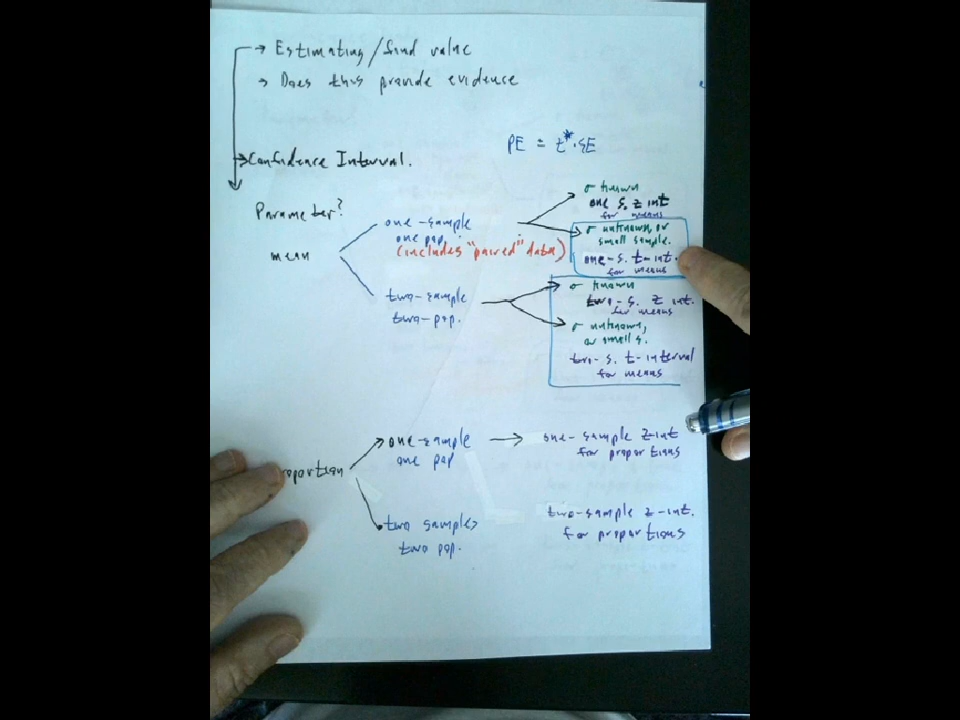 → Estimating/find value
→ Does this provide evidence
PE ± t*·SE
→ Confidence Interval.
Parameter?
mean
one-sample
one pop.
(includes "paired" data)
σ known
one s. z int
for means
σ unknown, or
small sample.
one-s. t-int.
for means
two-sample
two-pop.
σ known
two-s. z int.
for means
σ unknown,
or small s.
two-s. t-interval
for means
oportion
one-sample
one pop
one-sample z-int
for proportions
two samples
two pop.
two-sample z-int.
for proportions